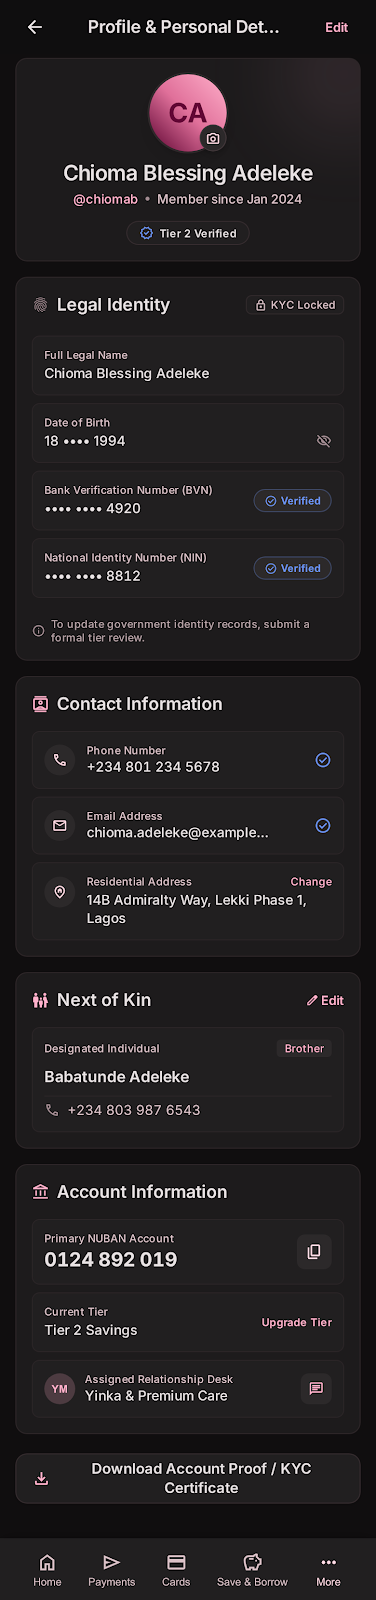 Profile & Personal Det...
Edit
CA
Chioma Blessing Adeleke
@chiomab • Member since Jan 2024
Tier 2 Verified
Legal Identity
KYC Locked
Full Legal Name
Chioma Blessing Adeleke
Date of Birth
18 •••• 1994
Bank Verification Number (BVN)
•••• •••• 4920
Verified
National Identity Number (NIN)
•••• •••• 8812
Verified
To update government identity records, submit a
formal tier review.
Contact Information
Phone Number
+234 801 234 5678
Email Address
chioma.adeleke@example...
Residential Address
Change
14B Admiralty Way, Lekki Phase 1,
Lagos
Next of Kin
Edit
Designated Individual
Brother
Babatunde Adeleke
+234 803 987 6543
Account Information
Primary NUBAN Account
0124 892 019
Current Tier
Tier 2 Savings
Upgrade Tier
YM
Assigned Relationship Desk
Yinka & Premium Care
Download Account Proof / KYC
Certificate
Home
Payments
Cards
Save & Borrow
More